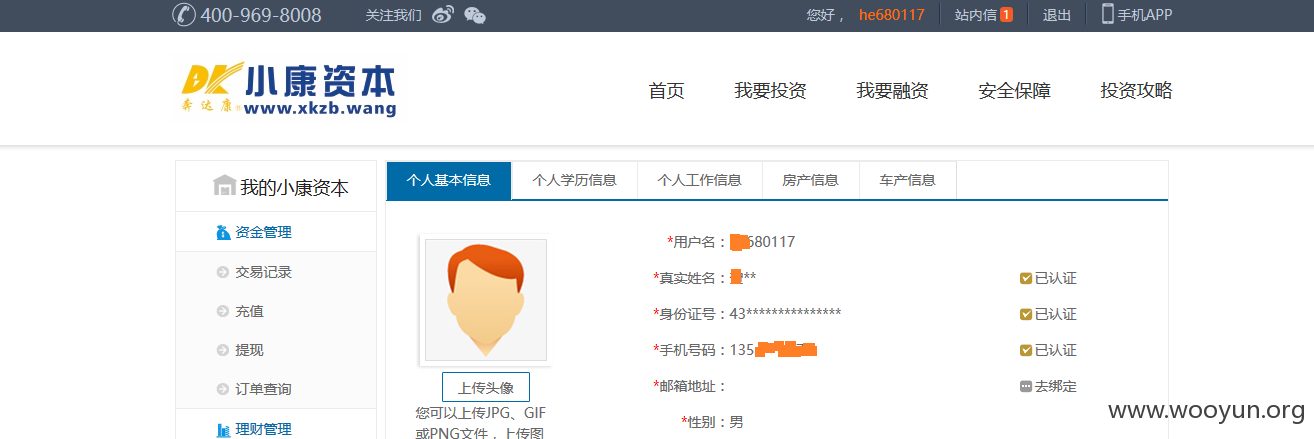 400-969-8008 关注我们 您好， he680117 站内信 1 退出 手机APP
DK 小康资本 首页 我要投资 我要融资 安全保障 投资攻略
奔达康® www.xkzb.wang
我的小康资本 个人基本信息 个人学历信息 个人工作信息 房产信息 车产信息
资金管理 *用户名： 680117
交易记录 *真实姓名： ** 已认证
充值 *身份证号：43*************** 已认证
提现 *手机号码：135 已认证
订单查询 上传头像 *邮箱地址： 去绑定
您可以上传JPG、GIF
理财管理 或PNG文件，上传图 *性别：男
www.wooyun.org